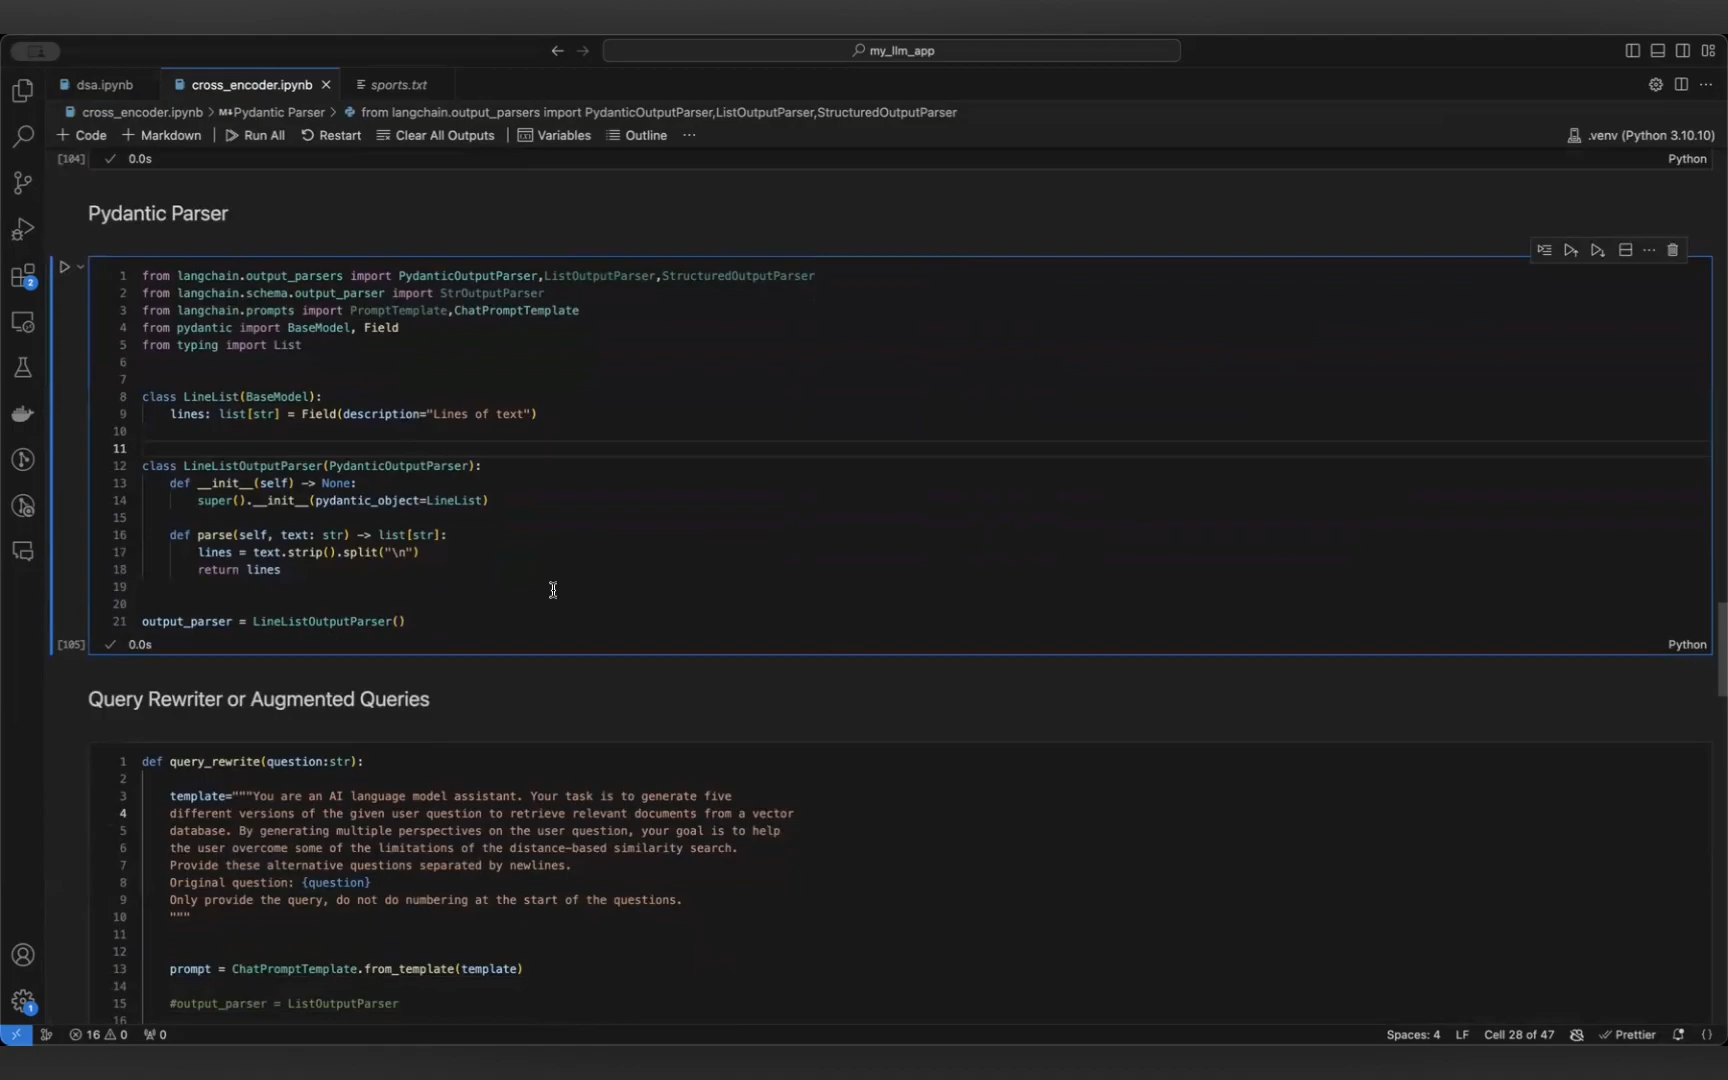 my_llm_app
dsa.ipynb
cross_encoder.ipynb
sports.txt
cross_encoder.ipynb > M↓Pydantic Parser > from langchain.output_parsers import PydanticOutputParser,ListOutputParser,StructuredOutputParser
+ Code + Markdown Run All Restart Clear All Outputs Variables Outline ... .venv (Python 3.10.10)
[104] 0.0s Python
Pydantic Parser
1 from langchain.output_parsers import PydanticOutputParser,ListOutputParser,StructuredOutputParser
2 from langchain.schema.output_parser import StrOutputParser
3 from langchain.prompts import PromptTemplate,ChatPromptTemplate
4 from pydantic import BaseModel, Field
5 from typing import List
6
7
8 class LineList(BaseModel):
9 lines: list[str] = Field(description="Lines of text")
10
11
12 class LineListOutputParser(PydanticOutputParser):
13 def __init__(self) -> None:
14 super().__init__(pydantic_object=LineList)
15
16 def parse(self, text: str) -> list[str]:
17 lines = text.strip().split("\n")
18 return lines
19
20
21 output_parser = LineListOutputParser()
[105] 0.0s Python
2
Query Rewriter or Augmented Queries
1 def query_rewrite(question:str):
2
3 template="""You are an AI language model assistant. Your task is to generate five
4 different versions of the given user question to retrieve relevant documents from a vector
5 database. By generating multiple perspectives on the user question, your goal is to help
6 the user overcome some of the limitations of the distance-based similarity search.
7 Provide these alternative questions separated by newlines.
8 Original question: {question}
9 Only provide the query, do not do numbering at the start of the questions.
10 """
11
12
13 prompt = ChatPromptTemplate.from_template(template)
14
15 #output_parser = ListOutputParser
16
1
16 0 0 Spaces: 4 LF Cell 28 of 47 Prettier